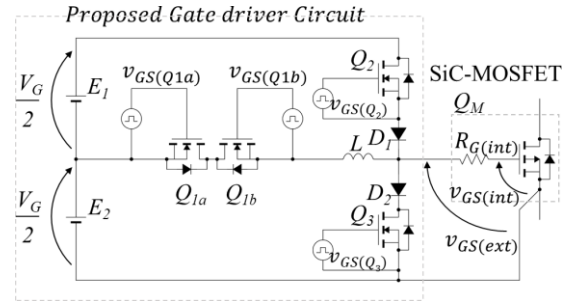 Proposed Gate driver Circuit
V_G/2
E_1
v_GS(Q1a)
v_GS(Q1b)
Q_2
v_GS(Q_2)
D_1
L
SiC-MOSFET
Q_M
R_G(int)
v_GS(int)
v_GS(ext)
Q_1a
Q_1b
V_G/2
E_2
D_2
Q_3
v_GS(Q_3)